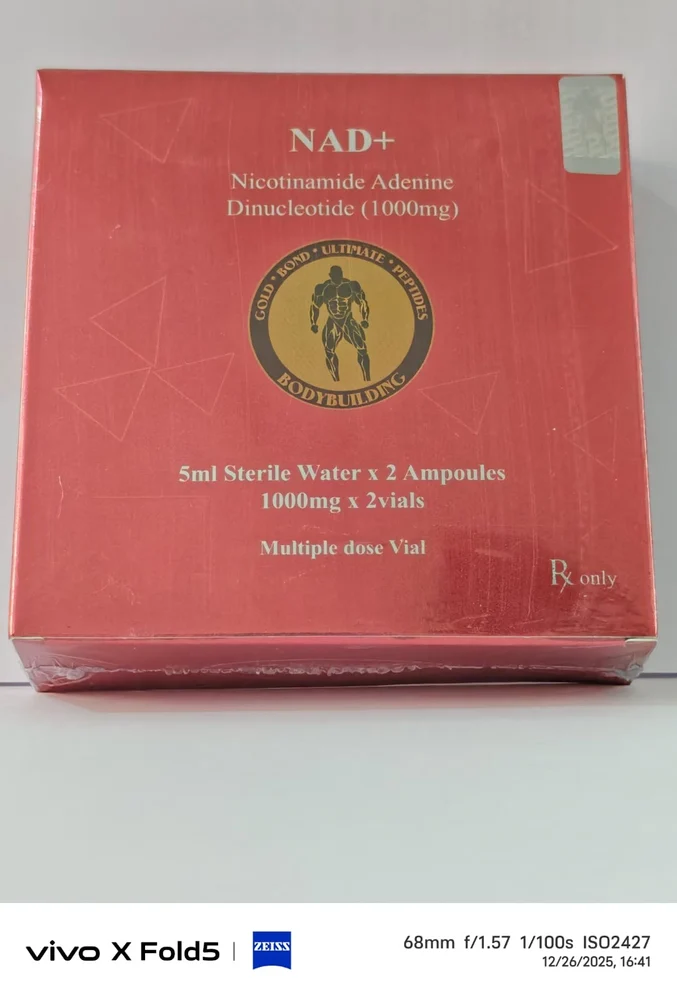 NAD+
Nicotinamide Adenine
Dinucleotide (1000mg)
GOLD • BOND • ULTIMATE • PEPTIDES
BODYBUILDING
5ml Sterile Water x 2 Ampoules
1000mg x 2vials
Multiple dose Vial
Rx only
vivo X Fold5 | ZEISS
68mm f/1.57 1/100s ISO2427
12/26/2025, 16:41